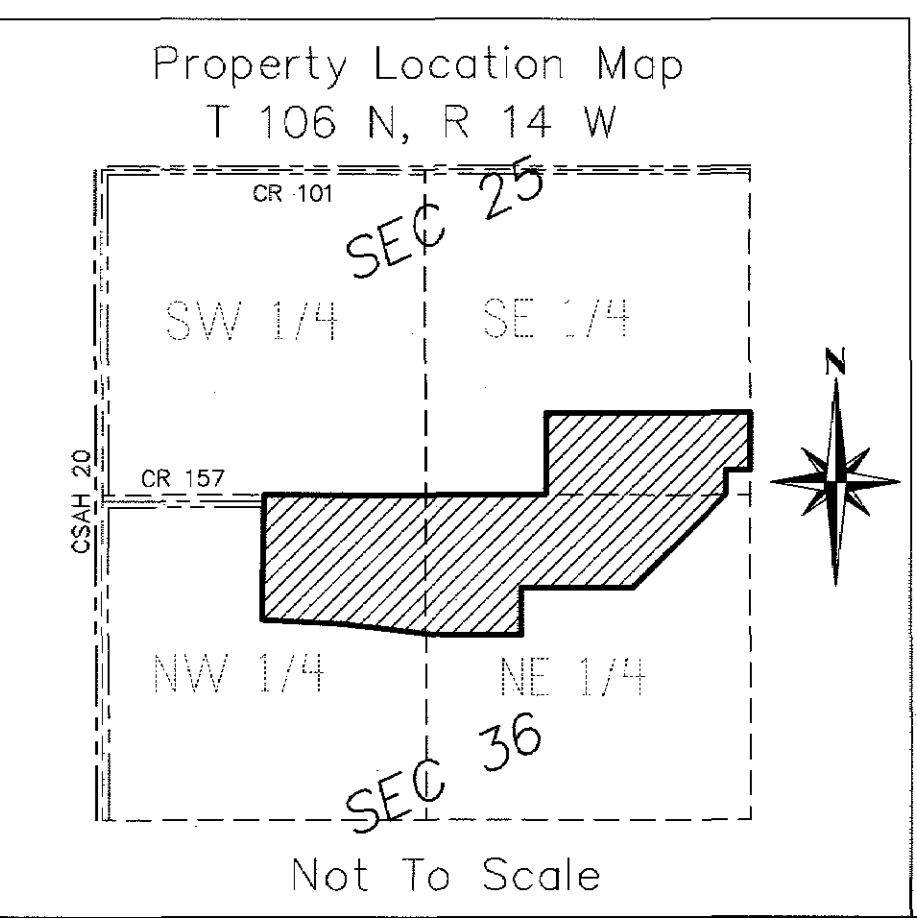 Property Location Map
T 106 N, R 14 W
CR 101
SEC 25
SW 1/4
SE 1/4
N
CSAH 20
CR 157
NW 1/4
NE 1/4
SEC 36
Not To Scale